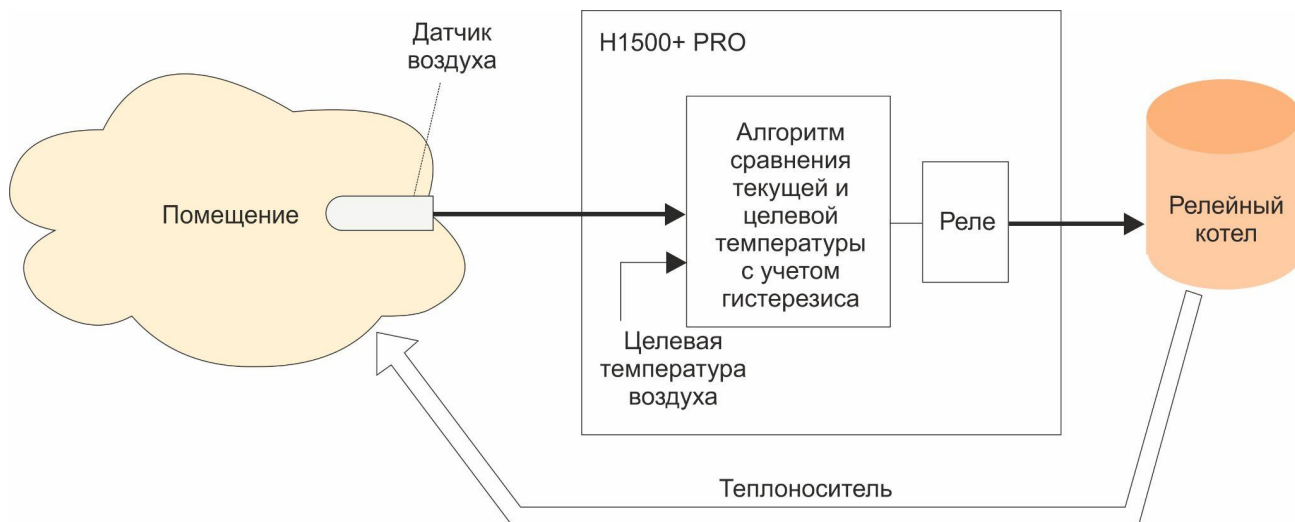 Датчик
воздуха
H1500+ PRO
Помещение
Алгоритм
сравнения
текущей и
целевой
температуры
с учетом
гистерезиса
Реле
Релейный
котел
Целевая
температура
воздуха
Теплоноситель